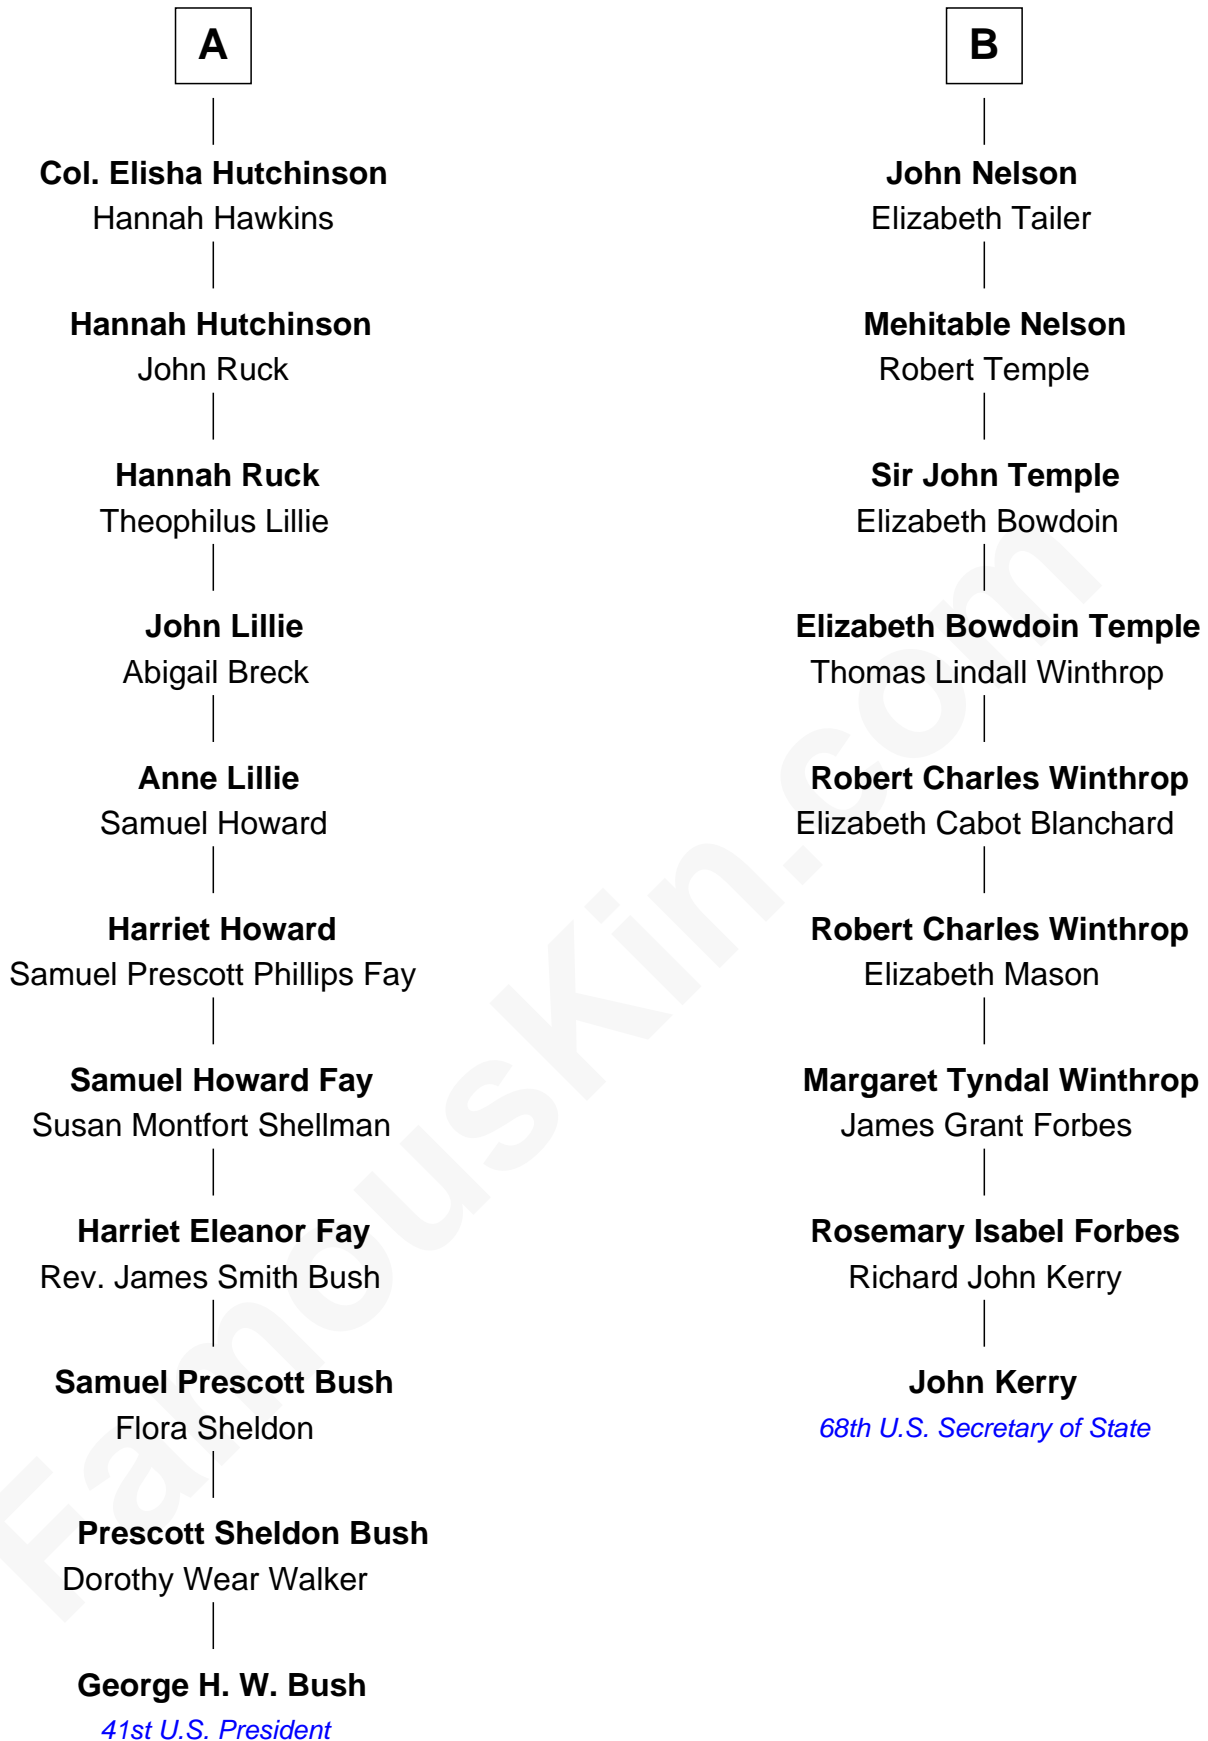 A
Col. Elisha Hutchinson
Hannah Hawkins
Hannah Hutchinson
John Ruck
Hannah Ruck
Theophilus Lillie
John Lillie
Abigail Breck
Anne Lillie
Samuel Howard
Harriet Howard
Samuel Prescott Phillips Fay
Samuel Howard Fay
Susan Montfort Shellman
Harriet Eleanor Fay
Rev. James Smith Bush
Samuel Prescott Bush
Flora Sheldon
Prescott Sheldon Bush
Dorothy Wear Walker
George H. W. Bush
41st U.S. President
B
John Nelson
Elizabeth Tailer
Mehitable Nelson
Robert Temple
Sir John Temple
Elizabeth Bowdoin
Elizabeth Bowdoin Temple
Thomas Lindall Winthrop
Robert Charles Winthrop
Elizabeth Cabot Blanchard
Robert Charles Winthrop
Elizabeth Mason
Margaret Tyndal Winthrop
James Grant Forbes
Rosemary Isabel Forbes
Richard John Kerry
John Kerry
68th U.S. Secretary of State
FamousKin.com